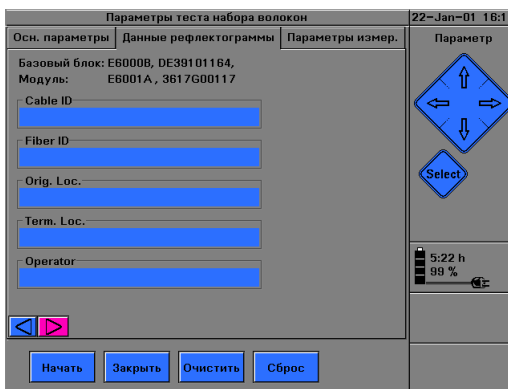 Параметры теста набора волокон
22-Jan-01 16:1
Осн. параметры
Данные рефлектограммы
Параметры измер.
Параметр
Базовый блок: E6000B, DE39101164,
Модуль: E6001A , 3617G00117
Cable ID
Fiber ID
Orig. Loc.
Term. Loc.
Operator
Select
5:22 h
99 %
Начать
Закрыть
Очистить
Сброс